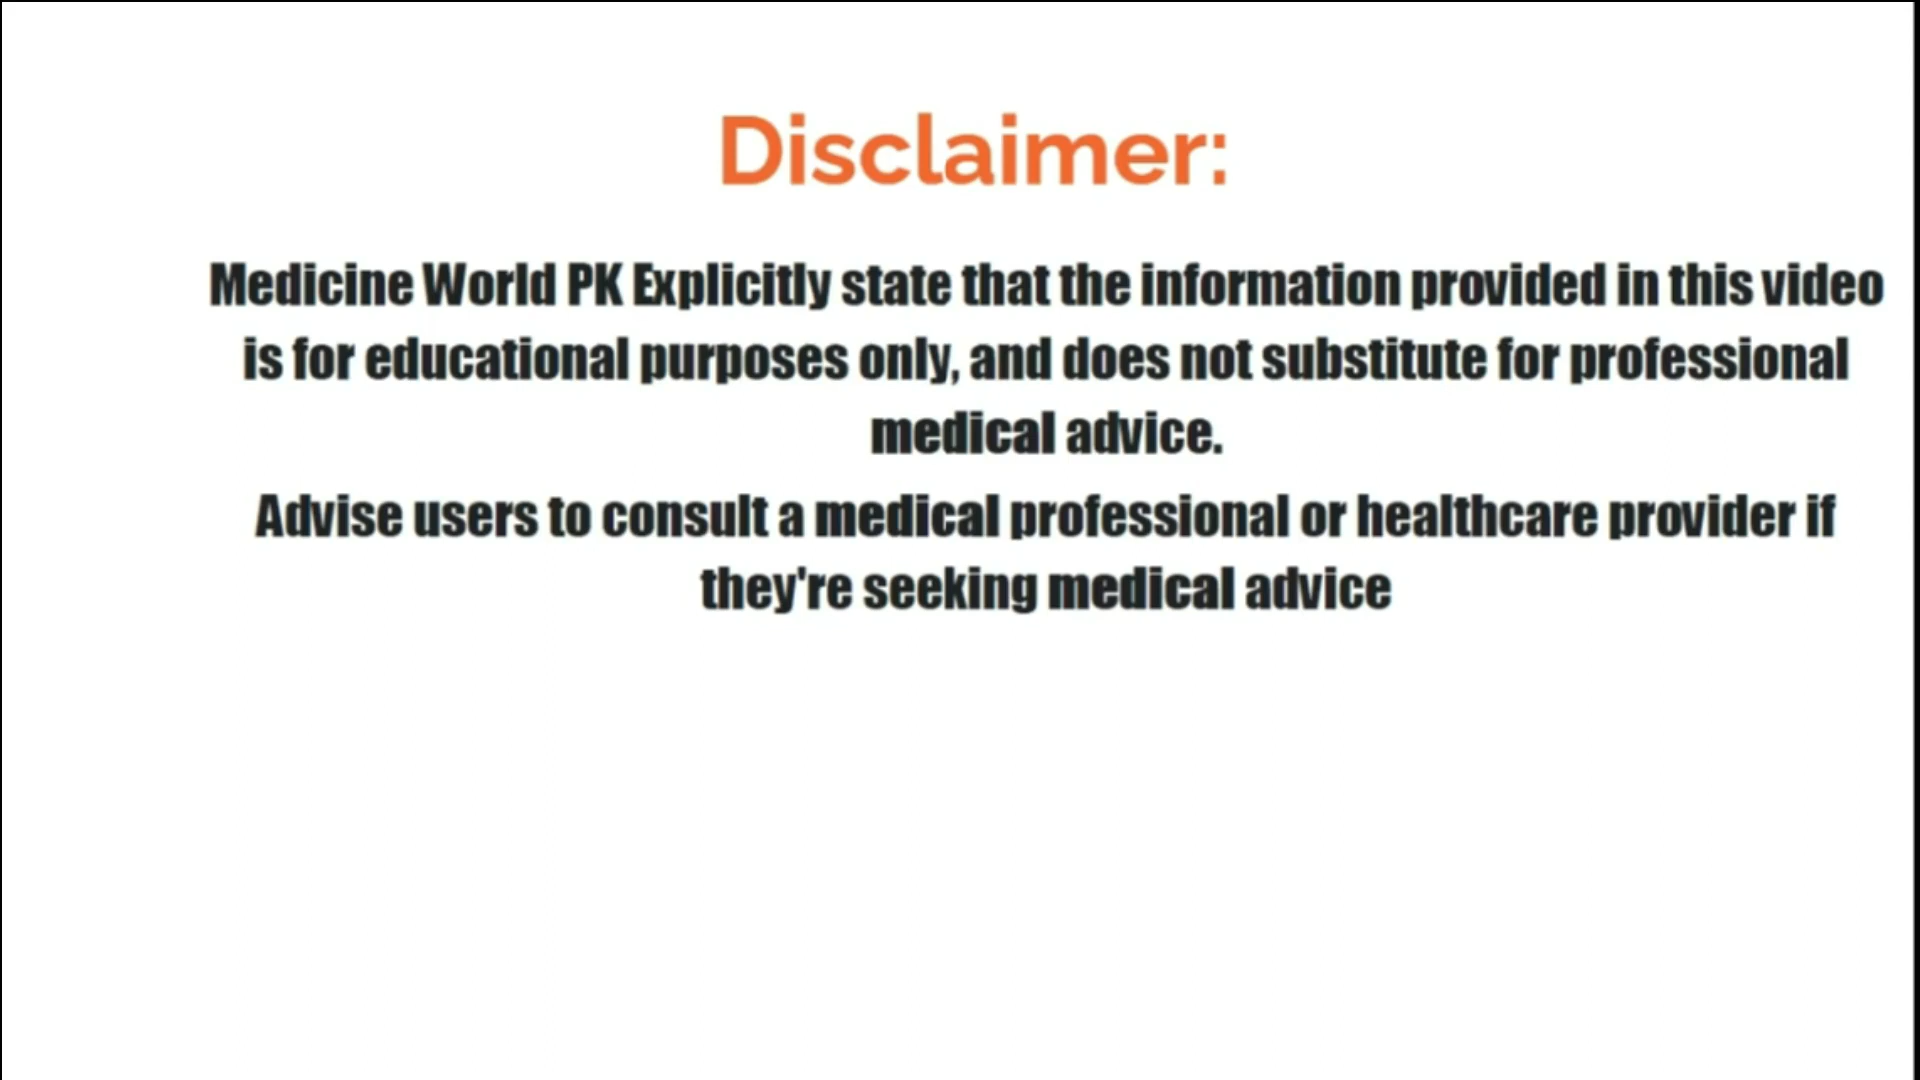 Disclaimer:
Medicine World PK Explicitly state that the information provided in this video
is for educational purposes only, and does not substitute for professional
medical advice.
Advise users to consult a medical professional or healthcare provider if
they're seeking medical advice